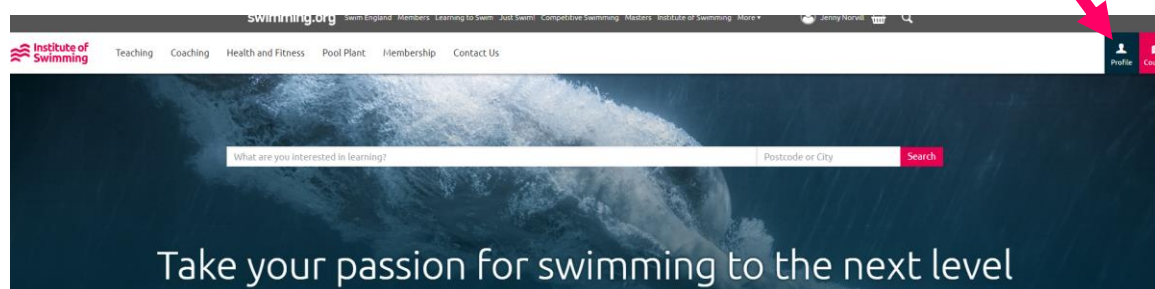 swimming.org Swim England Members Learning to Swim Just Swim! Competitive Swimming Masters Institute of Swimming More Jenny Norvill
Institute of
Swimming
Teaching Coaching Health and Fitness Pool Plant Membership Contact Us
Profile
What are you interested in learning? Postcode or City Search
Take your passion for swimming to the next level